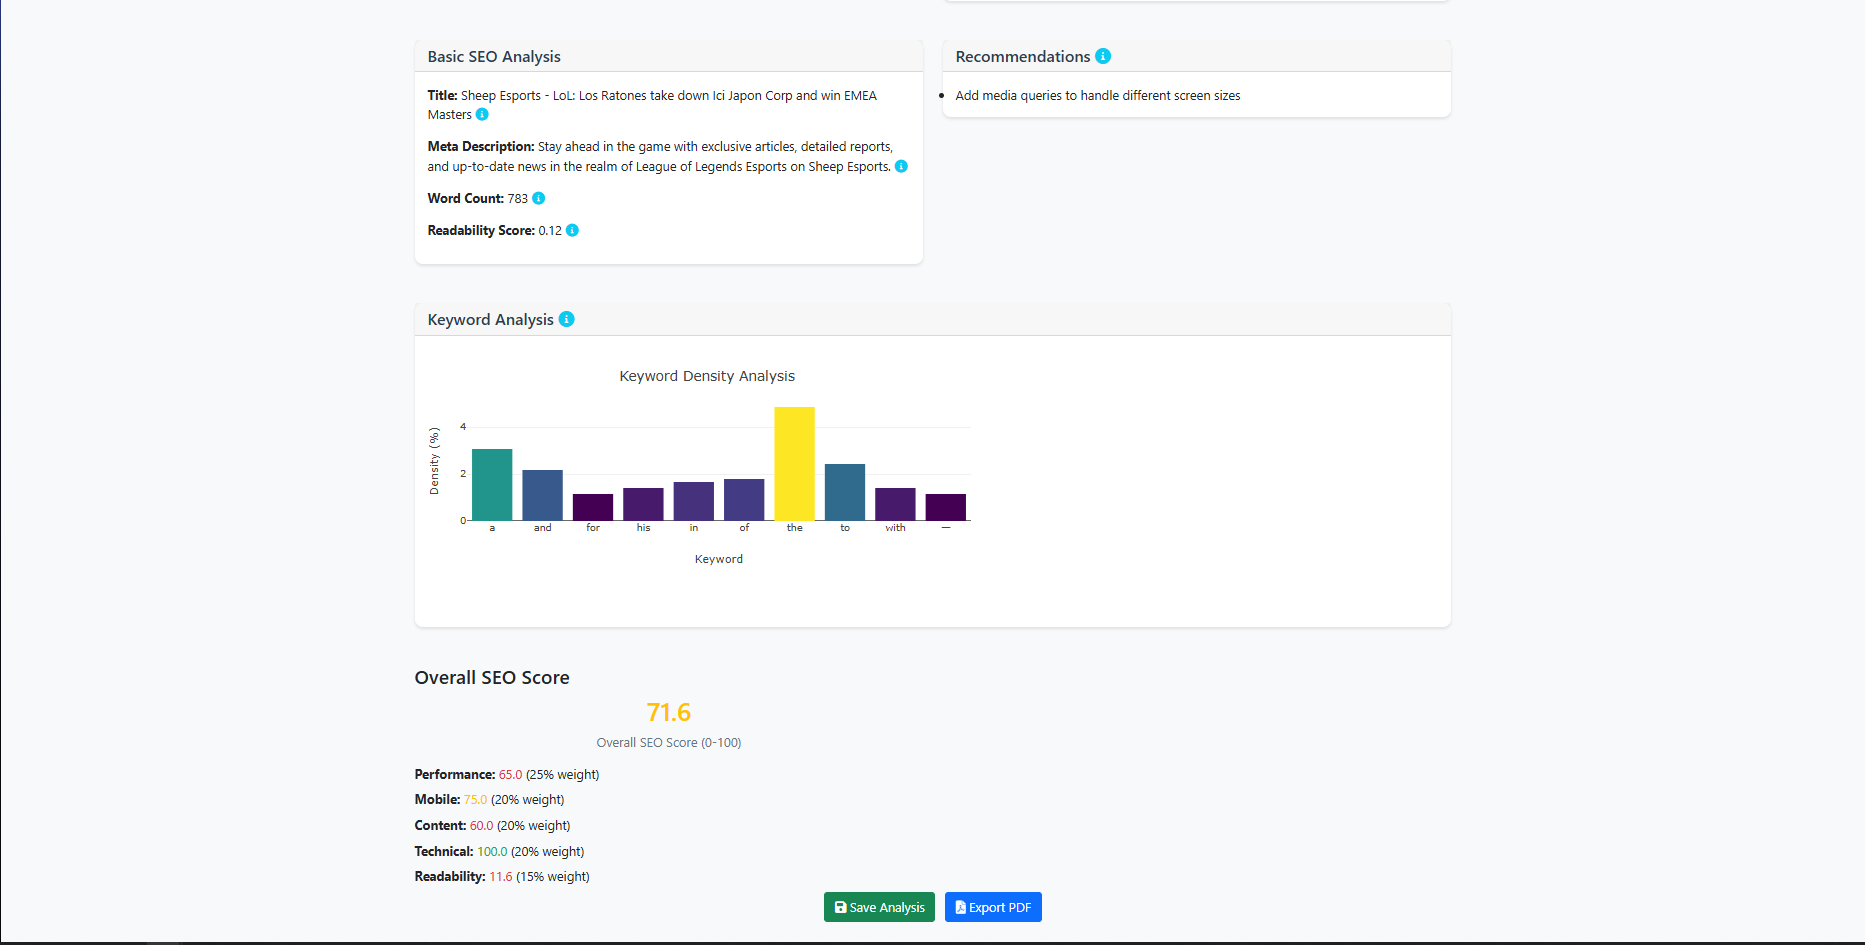 Basic SEO Analysis
Title: Sheep Esports - LoL: Los Ratones take down Ici Japon Corp and win EMEA
Masters
Meta Description: Stay ahead in the game with exclusive articles, detailed reports,
and up-to-date news in the realm of League of Legends Esports on Sheep Esports.
Word Count: 783
Readability Score: 0.12
Recommendations
Add media queries to handle different screen sizes
Keyword Analysis
Keyword Density Analysis
Density (%)
4
2
0
a and for his in of the to with —
Keyword
Overall SEO Score
71.6
Overall SEO Score (0-100)
Performance: 65.0 (25% weight)
Mobile: 75.0 (20% weight)
Content: 60.0 (20% weight)
Technical: 100.0 (20% weight)
Readability: 11.6 (15% weight)
Save Analysis
Export PDF